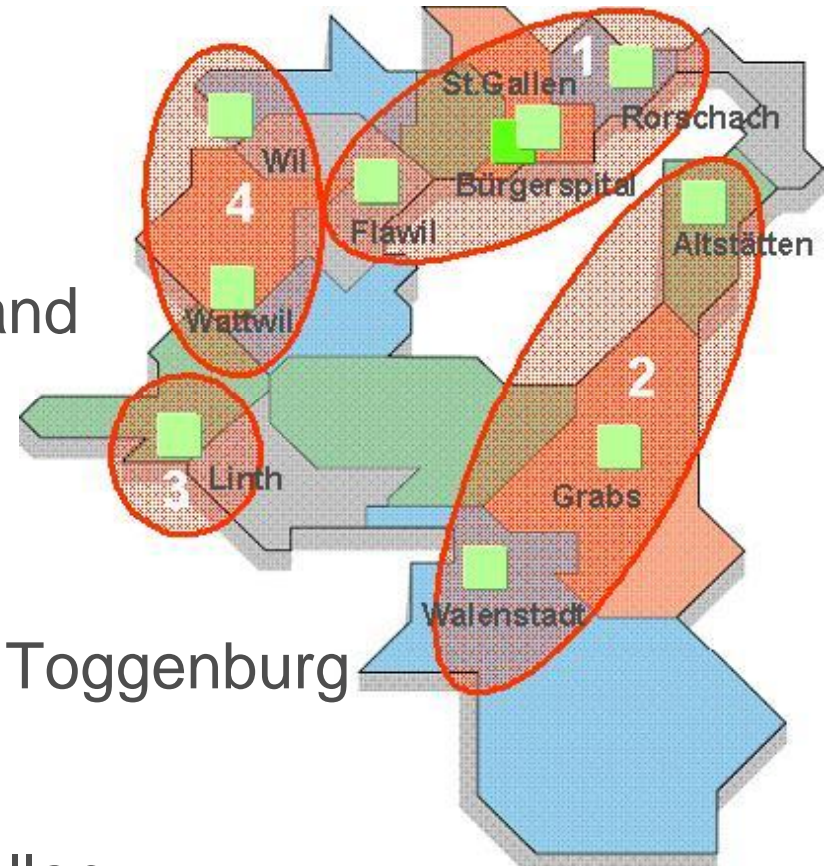 1
St.Gallen
Rorschach
Wil
Bürgerspital
4
Flawil
Altstätten
and
Wattwil
2
Linth
3
Grabs
Walenstadt
Toggenburg